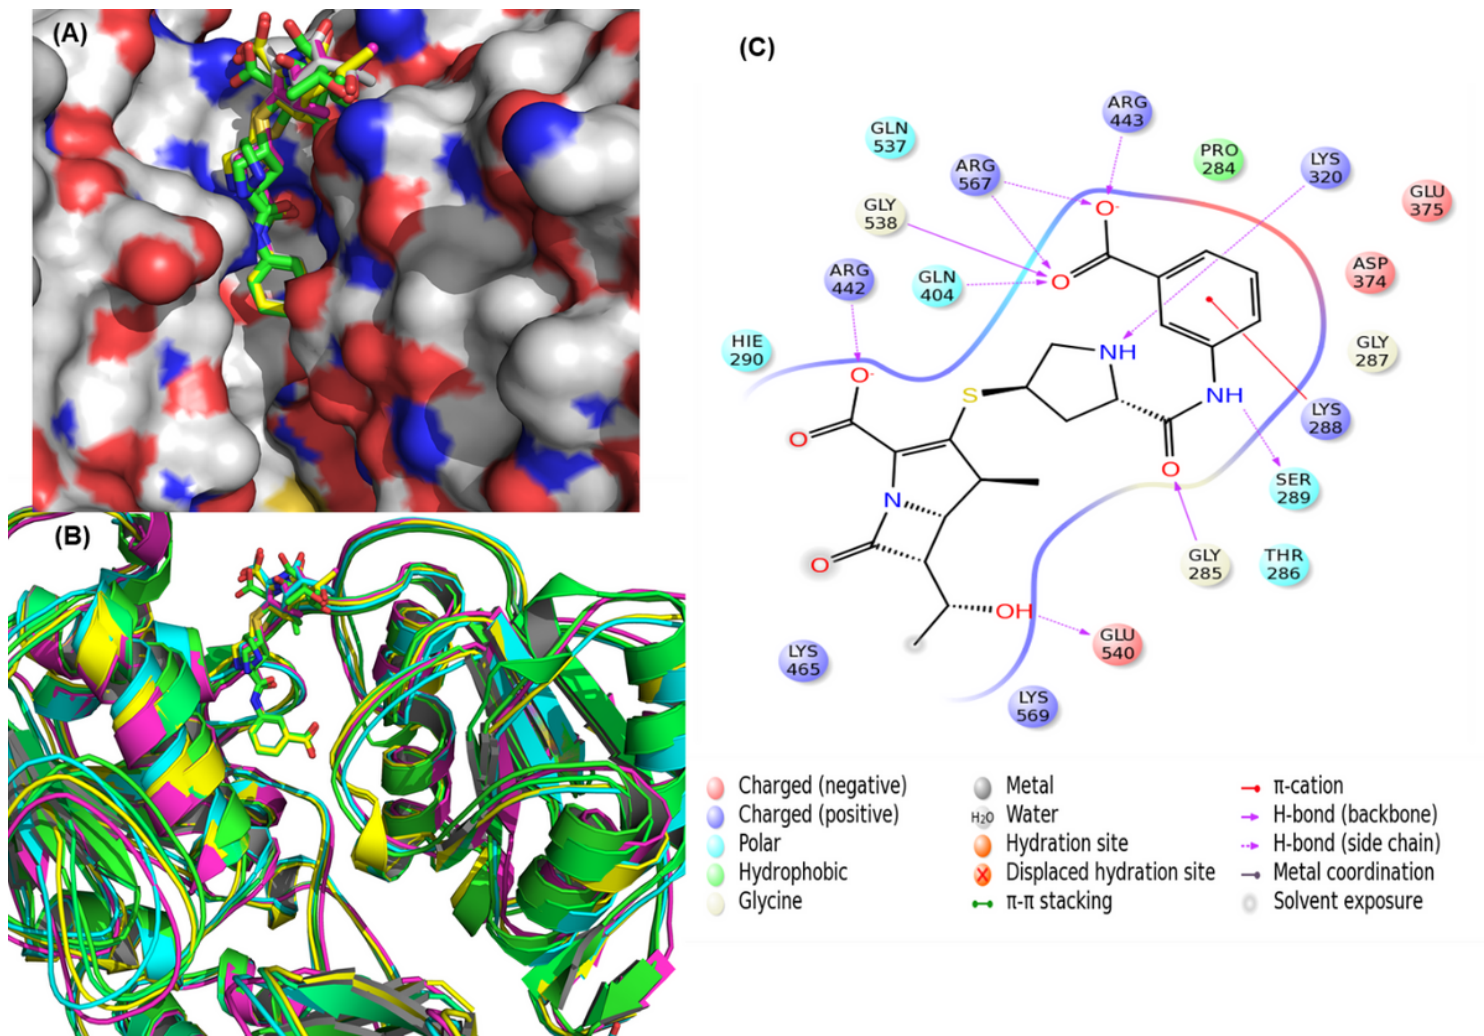 (A)
(B)
(C)
ARG
443
GLN
537
PRO
284
ARG
567
LYS
320
GLU
375
GLY
538
O-
ARG
442
GLN
404
O
ASP
374
HIE
290
NH
GLY
287
O-
S
NH
LYS
288
O
O
SER
289
N
GLY
285
THR
286
O
OH
GLU
540
LYS
465
LYS
569
Charged (negative)
Charged (positive)
Polar
Hydrophobic
Glycine
Metal
H₂O Water
Hydration site
X Displaced hydration site
π-π stacking
π-cation
H-bond (backbone)
H-bond (side chain)
Metal coordination
Solvent exposure